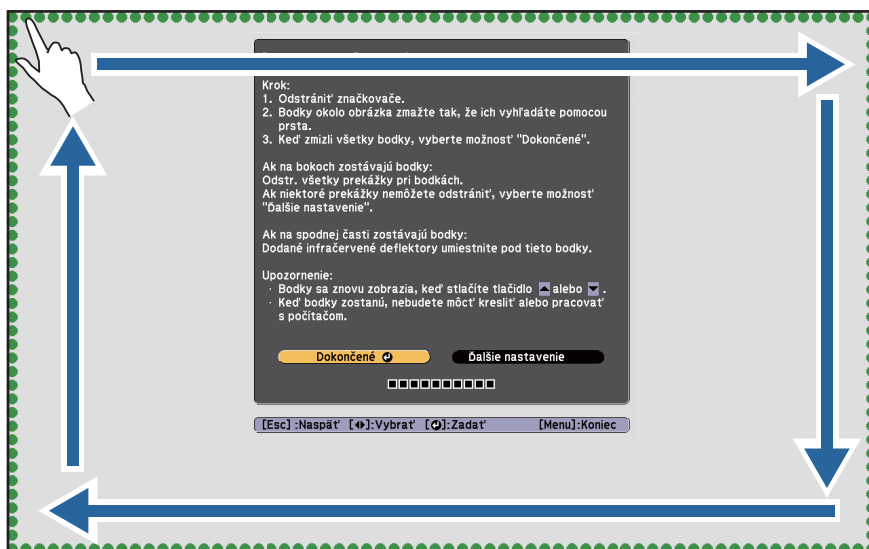 Krok:
1. Odstrániť značkovače.
2. Bodky okolo obrázka zmažte tak, že ich vyhľadáte pomocou
prsta.
3. Keď zmizli všetky bodky, vyberte možnosť "Dokončené".
Ak na bokoch zostávajú bodky:
Odstr. všetky prekážky pri bodkách.
Ak niektoré prekážky nemôžete odstrániť, vyberte možnosť
"Ďalšie nastavenie".
Ak na spodnej časti zostávajú bodky:
Dodané infračervené deflektory umiestnite pod tieto bodky.
Upozornenie:
· Bodky sa znovu zobrazia, keď stlačíte tlačidlo alebo .
· Keď bodky zostanú, nebudete môcť kresliť alebo pracovať
s počítačom.
Dokončené Ďalšie nastavenie
[Esc] :Naspäť []:Vybrať []:Zadať [Menu]:Koniec